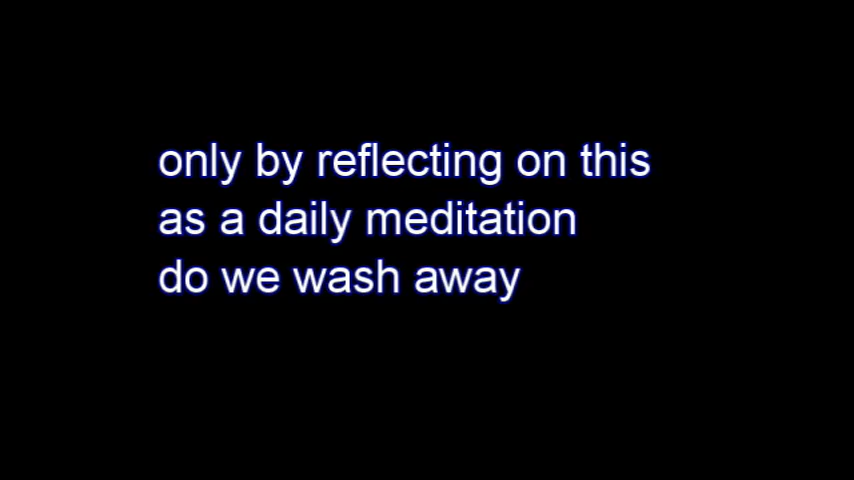 only by reflecting on this
as a daily meditation
do we wash away